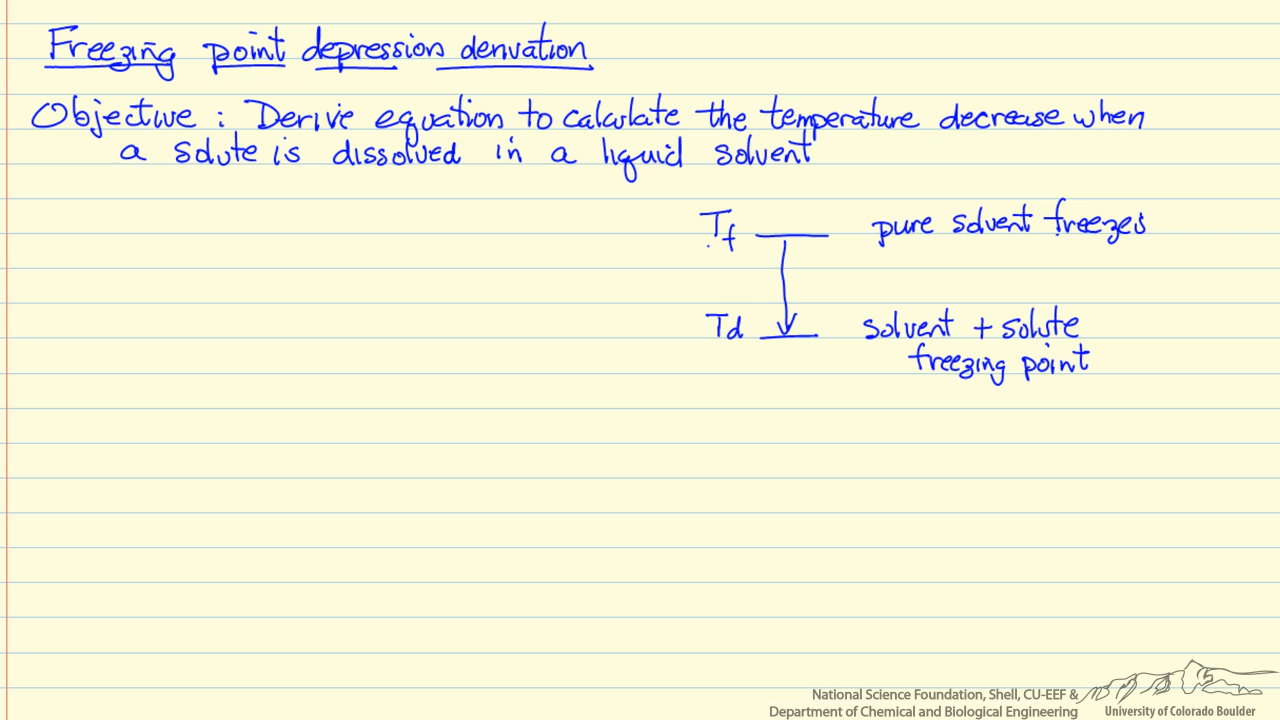 Freezing point depression derivation
Objective : Derive equation to calculate the temperature decrease when
a solute is dissolved in a liquid solvent
Tf pure solvent freezes
Td solvent + solute
freezing point
National Science Foundation, Shell, CU-EEF &
Department of Chemical and Biological Engineering
University of Colorado Boulder